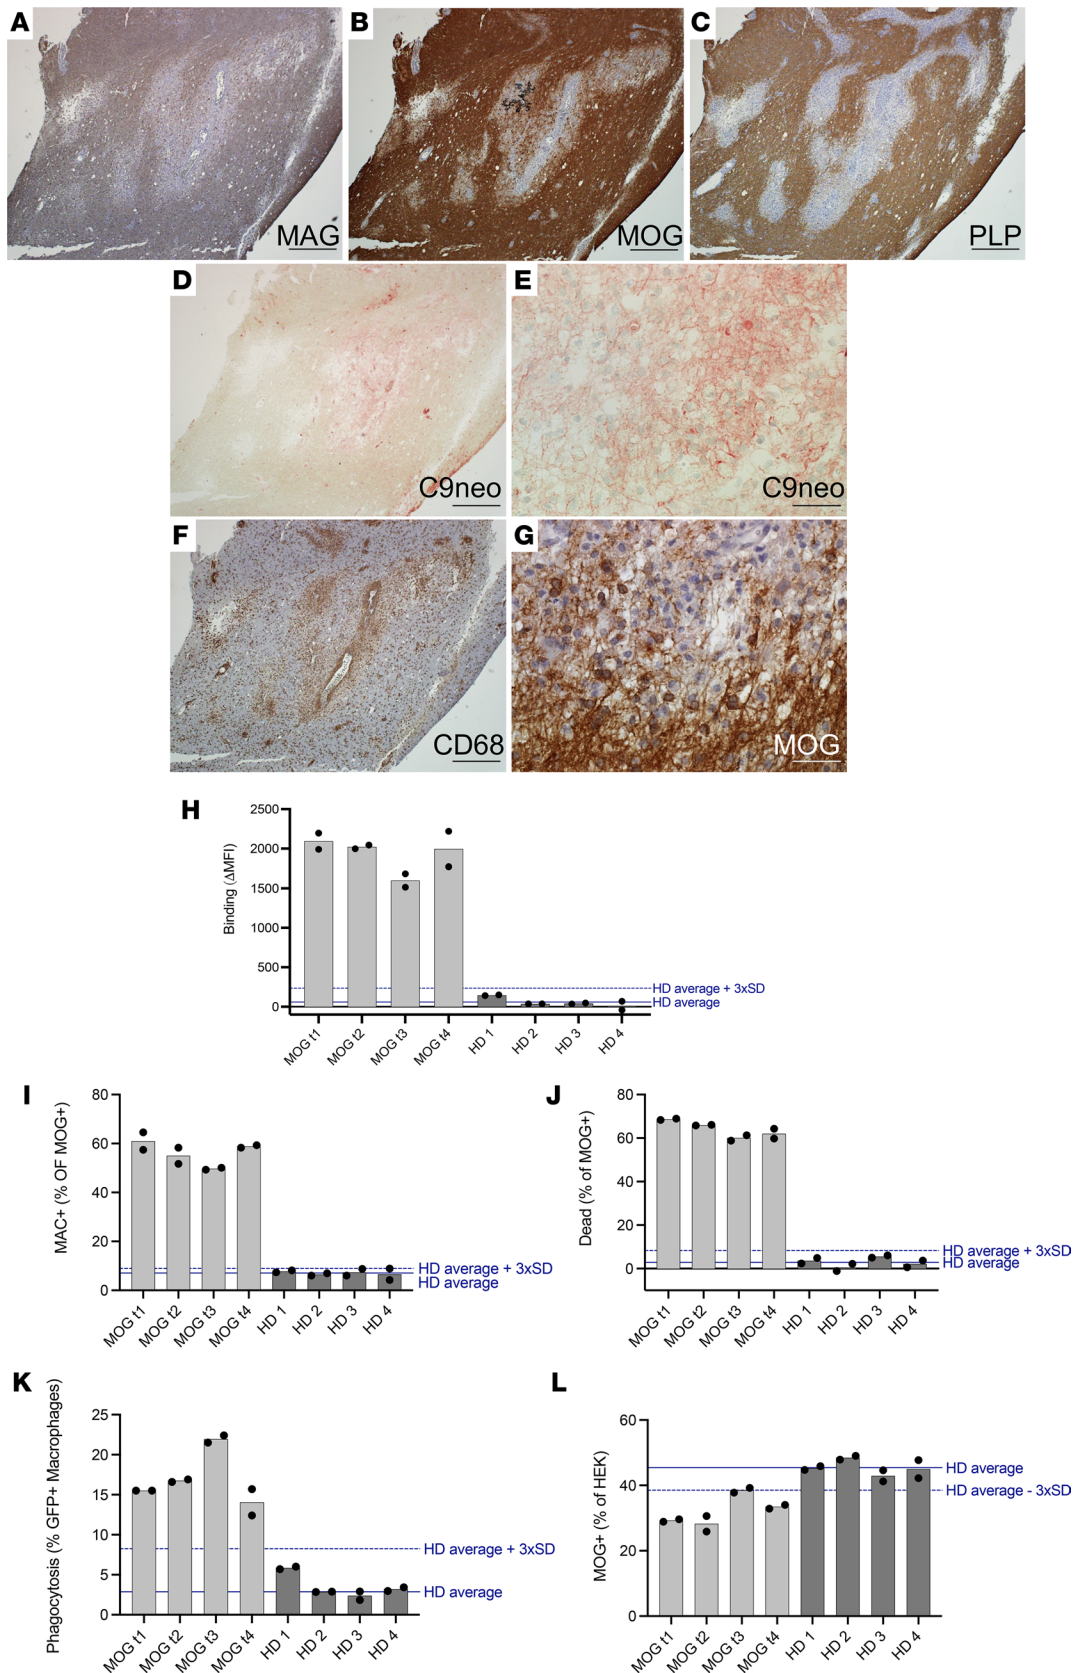 A
B
C
MAG
MOG
PLP
D
E
C9neo
C9neo
F
G
CD68
MOG
H
Binding (ΔMFI)
2500
2000
1500
1000
500
0
HD average + 3xSD
HD average
MOG t1
MOG t2
MOG t3
MOG t4
HD 1
HD 2
HD 3
HD 4
I
MAC+ (% OF MOG+)
80
60
40
20
0
HD average + 3xSD
HD average
MOG t1
MOG t2
MOG t3
MOG t4
HD 1
HD 2
HD 3
HD 4
J
Dead (% of MOG+)
80
60
40
20
0
HD average + 3xSD
HD average
MOG t1
MOG t2
MOG t3
MOG t4
HD 1
HD 2
HD 3
HD 4
K
Phagocytosis (% GFP+ Macrophages)
25
20
15
10
5
0
HD average + 3xSD
HD average
MOG t1
MOG t2
MOG t3
MOG t4
HD 1
HD 2
HD 3
HD 4
L
MOG+ (% of HEK)
60
40
20
0
HD average
HD average - 3xSD
MOG t1
MOG t2
MOG t3
MOG t4
HD 1
HD 2
HD 3
HD 4